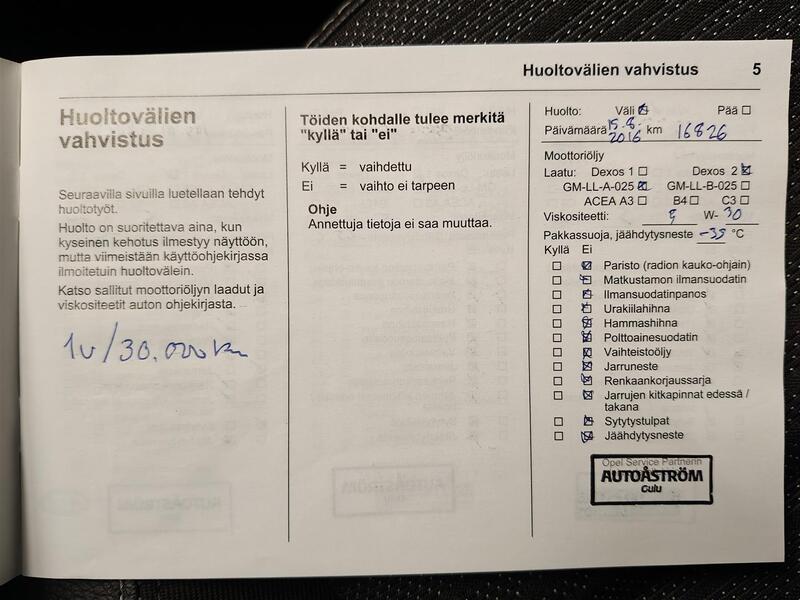 Huoltovälien vahvistus 5
Huoltovälien
vahvistus
Seuraavilla sivuilla luetellaan tehdyt
huoltotyöt.
Huolto on suoritettava aina, kun
kyseinen kehotus ilmestyy näyttöön,
mutta viimeistään käyttöohjekirjassa
ilmoitetuin huoltovälein.
Katso sallitut moottoriöljyn laadut ja
viskositeetit auton ohjekirjasta.
1v/30.000km
Töiden kohdalle tulee merkitä
"kyllä" tai "ei"
Kyllä = vaihdettu
Ei = vaihto ei tarpeen
Ohje
Annettuja tietoja ei saa muuttaa.
Huolto: Väli Pää
Päivämäärä 15.8. 2016 km 16826
Moottoriöljy
Laatu: Dexos 1 Dexos 2
GM-LL-A-025 GM-LL-B-025
ACEA A3 B4 C3
Viskositeetti: 5 W- 30
Pakkassuoja, jäähdytysneste -35 °C
Kyllä Ei
Paristo (radion kauko-ohjain)
Matkustamon ilmansuodatin
Ilmansuodatinpanos
Urakiilahihna
Hammashihna
Polttoainesuodatin
Vaihteistoöljy
Jarruneste
Renkaankorjaussarja
Jarrujen kitkapinnat edessä /
takana
Sytytystulpat
Jäähdytysneste
Opel Service Partnerin
AUTOÅSTRÖM
Oulu